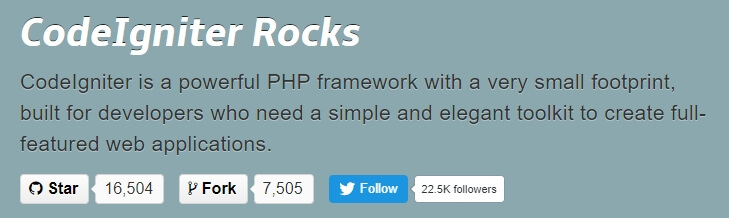 CodeIgniter Rocks
CodeIgniter is a powerful PHP framework with a very small footprint,
built for developers who need a simple and elegant toolkit to create full-
featured web applications.
Star 16,504 Fork 7,505 Follow 22.5K followers